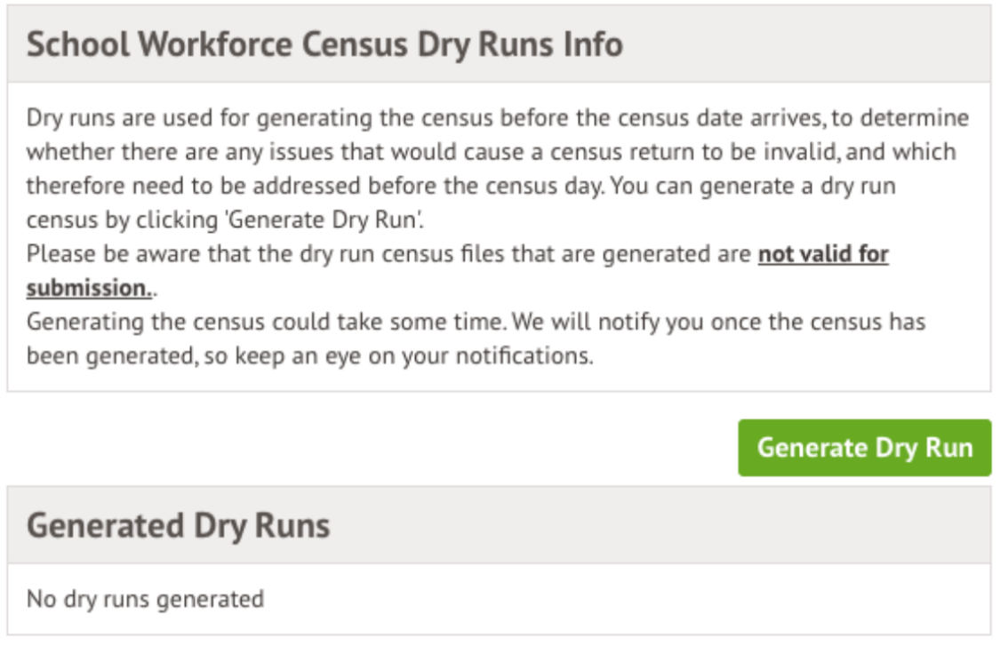 School Workforce Census Dry Runs Info
Dry runs are used for generating the census before the census date arrives, to determine
whether there are any issues that would cause a census return to be invalid, and which
therefore need to be addressed before the census day. You can generate a dry run
census by clicking 'Generate Dry Run'.
Please be aware that the dry run census files that are generated are not valid for
submission..
Generating the census could take some time. We will notify you once the census has
been generated, so keep an eye on your notifications.
Generate Dry Run
Generated Dry Runs
No dry runs generated